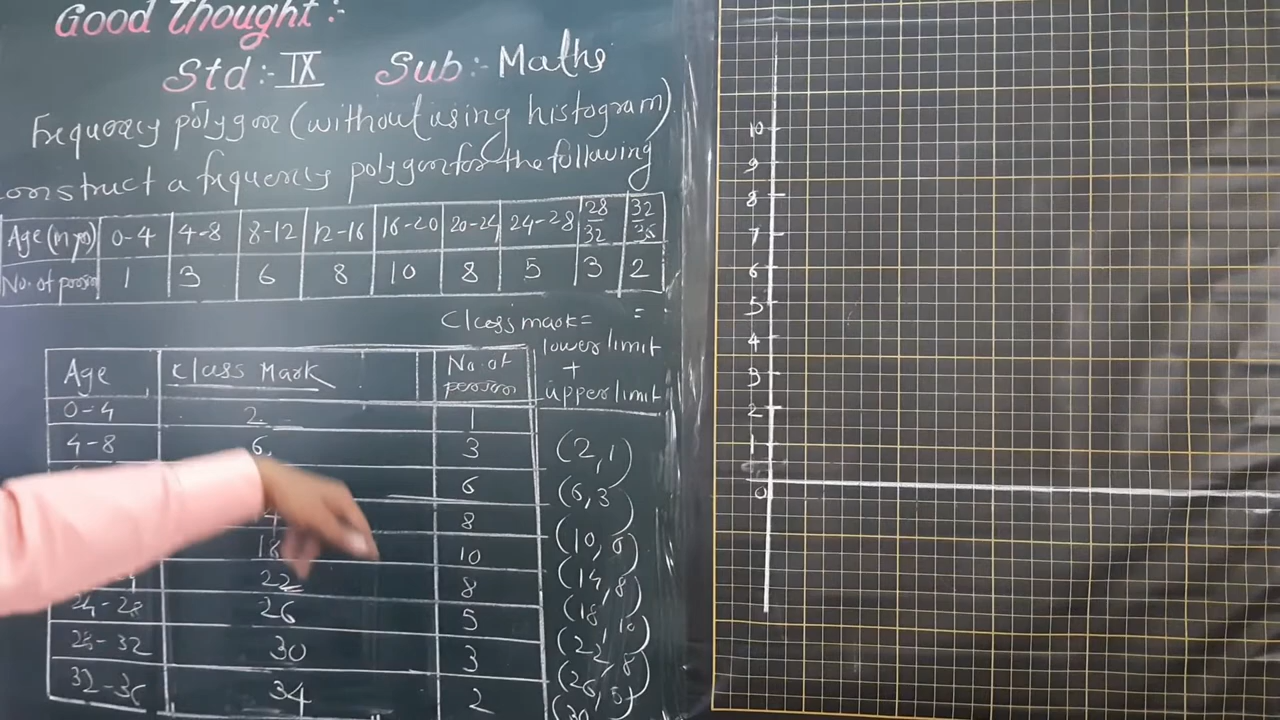 Good Thought:-
Std:- IX Sub:- Maths
Frequency polygon (without using histogram)
onstruct a frequency polygon for the following
Age (in yrs) 0-4 4-8 8-12 12-16 16-20 20-24 24-28 28 32 32
No. of person 1 3 6 8 10 8 5 3 2
Class mark = =
lower limit
+
upper limit
Age Class Mark No. of person
0-4 2 1
4-8 6 3
6
8
18 10
22 8
24-28 26 5
28-32 30 3
32-36 34 2
(2,1)
(6,3)
(10,6)
(14,8)
(18,10)
(22,8)
(26,5)
(30
10
9
8
7
6
5
4
3
2
1
0